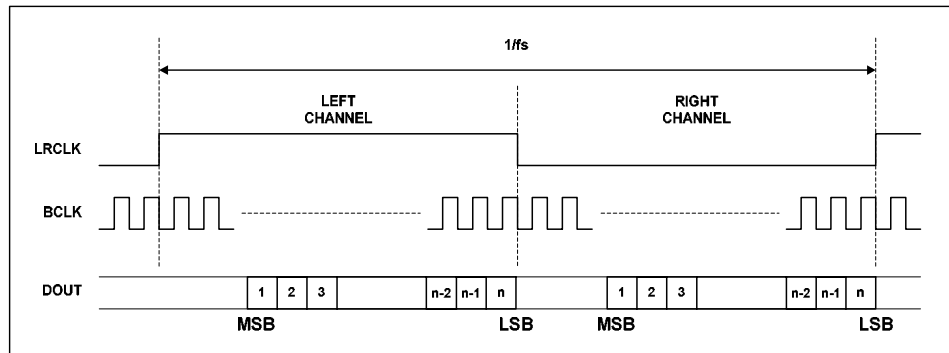 1/fs
LEFT
CHANNEL
RIGHT
CHANNEL
LRCLK
BCLK
DOUT
1 2 3 n-2 n-1 n 1 2 3 n-2 n-1 n
MSB LSB MSB LSB